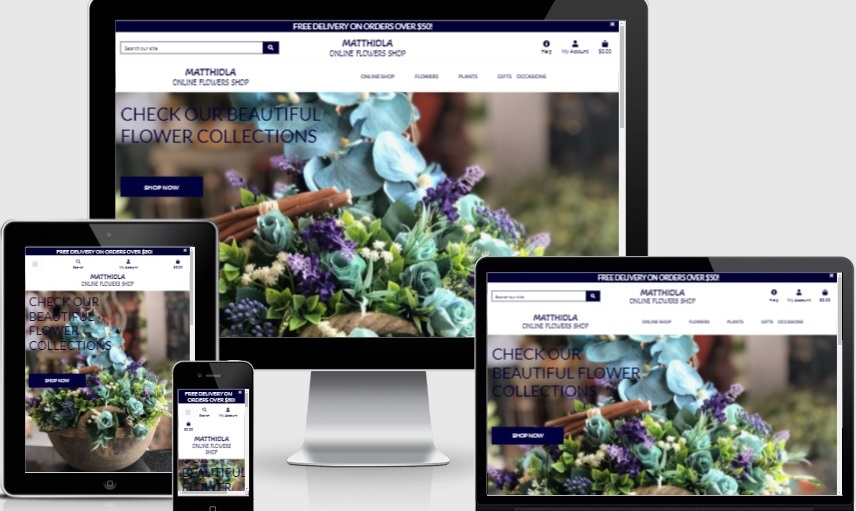 FREE DELIVERY ON ORDERS OVER $50!
Search our site
MATTHIOLA
ONLINE FLOWERS SHOP
Help
My Account
$0.00
MATTHIOLA
ONLINE FLOWERS SHOP
ONLINE SHOP
FLOWERS
PLANTS
GIFTS
OCCASIONS
CHECK OUR BEAUTIFUL
FLOWER COLLECTIONS
SHOP NOW
FREE DELIVERY ON ORDERS OVER $50!
Search
My Account
$0.00
MATTHIOLA
ONLINE FLOWERS SHOP
CHECK OUR
BEAUTIFUL
FLOWER
COLLECTIONS
SHOP NOW
FREE DELIVERY ON
ORDERS OVER $50!
Search
My Account
$0.00
MATTHIOLA
ONLINE FLOWERS
SHOP
BEAUTIFUL
FLOWER
FREE DELIVERY ON ORDERS OVER $50!
Search our site
MATTHIOLA
ONLINE FLOWERS SHOP
Help
My Account
$0.00
MATTHIOLA
ONLINE FLOWERS SHOP
ONLINE SHOP
FLOWERS
PLANTS
GIFTS
OCCASIONS
CHECK OUR
BEAUTIFUL FLOWER
COLLECTIONS
SHOP NOW